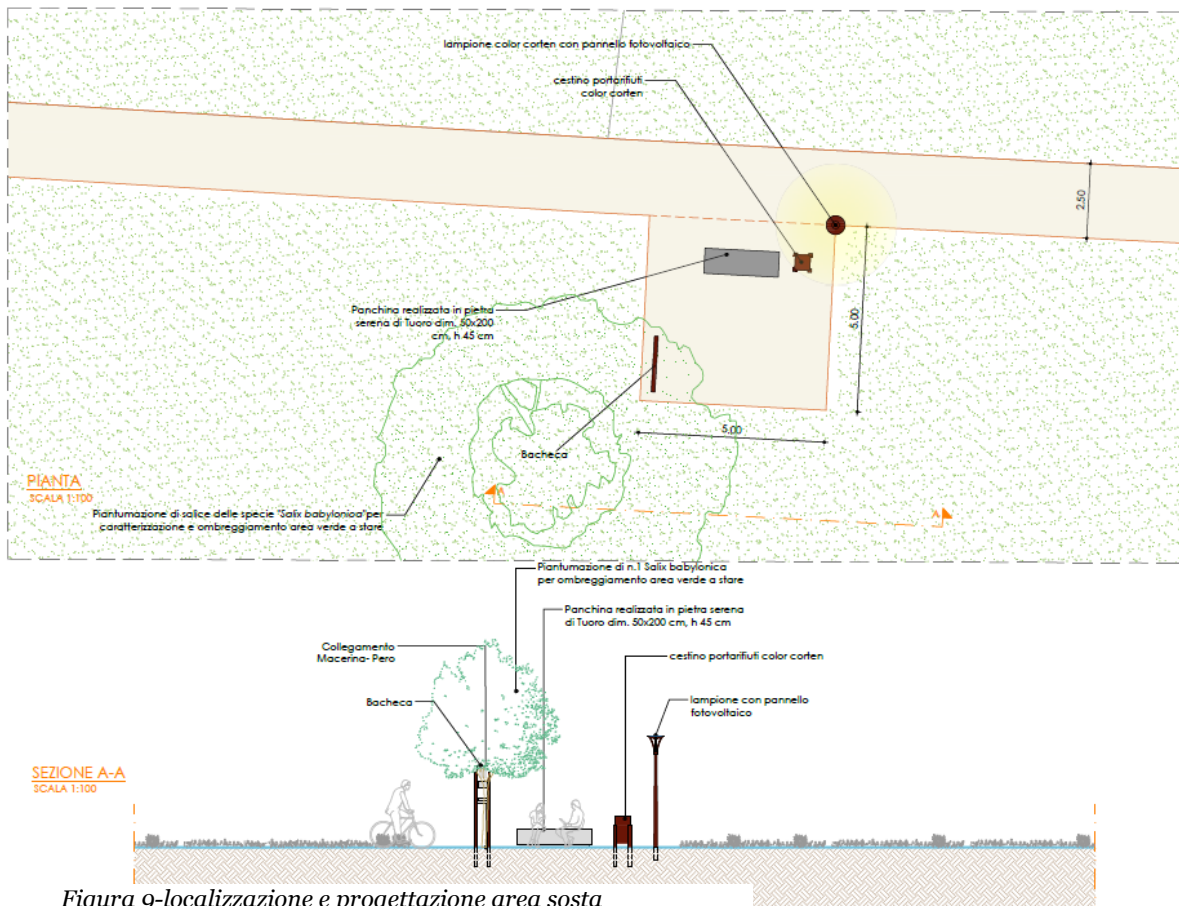 lampione color corten con pannello fotovoltaico
cestino portarifiuti
color corten
2.50
Panchina realizzata in pietra
serena di Tuoro dim. 50x200
cm, h 45 cm
5.00
5.00
Bacheca
PIANTA
SCALA 1:100
A
A
Piantumazione di salice delle specie "Salix babylonica"per
caratterizzazione e ombreggiamento area verde a stare
Piantumazione di n.1 Salix babylonica
per ombreggiamento area verde a stare
Panchina realizzata in pietra serena
di Tuoro dim. 50x200 cm, h 45 cm
Collegamento
Macerina- Pero
cestino portarifiuti color corten
Bacheca
lampione con pannello
fotovoltaico
SEZIONE A-A
SCALA 1:100
Figura 9-localizzazione e progettazione area sosta